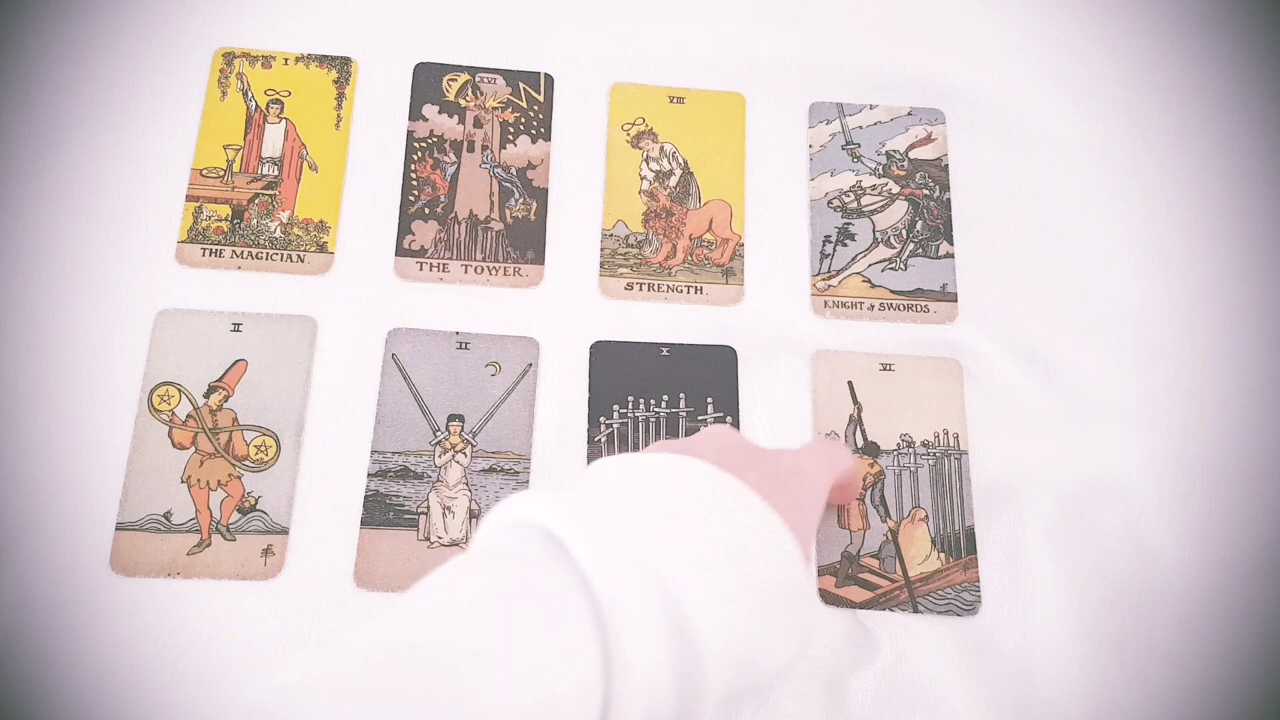 I
THE MAGICIAN.
XVI
THE TOWER.
VIII
STRENGTH.
KNIGHT of SWORDS.
II
II
X
VI